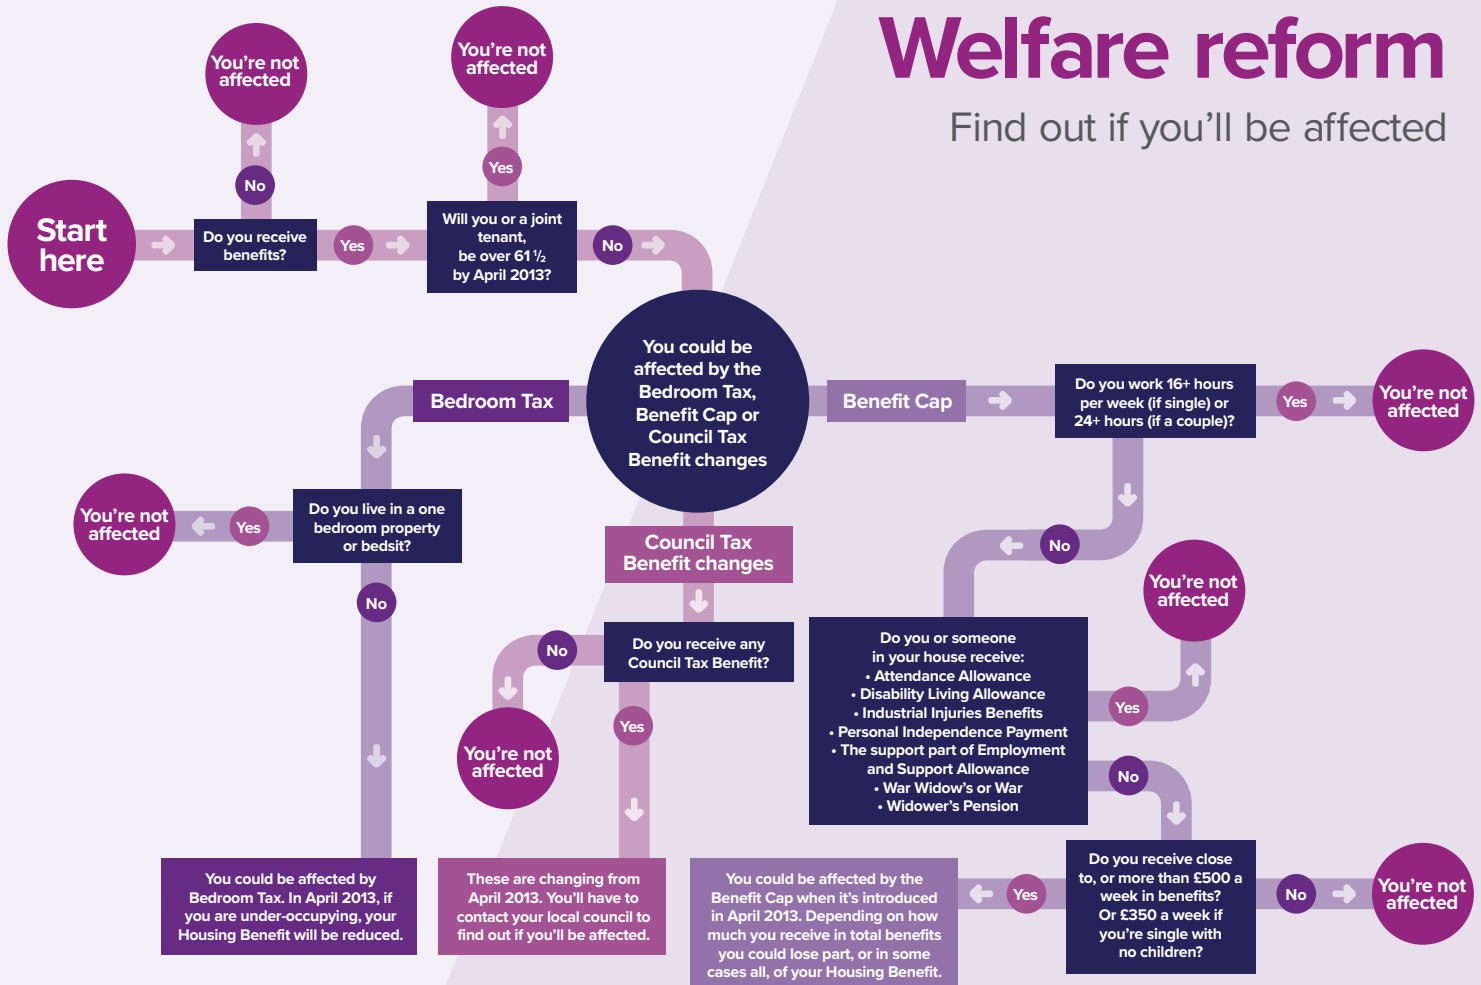 Welfare reform
Find out if you'll be affected
You're not
affected
You're not
affected
No
Yes
Start
here
Do you receive
benefits?
Yes
Will you or a joint
tenant,
be over 61 ½
by April 2013?
No
You could be
affected by the
Bedroom Tax,
Benefit Cap or
Council Tax
Benefit changes
Bedroom Tax
Benefit Cap
Do you work 16+ hours
per week (if single) or
24+ hours (if a couple)?
Yes
You're not
affected
You're not
affected
Yes
Do you live in a one
bedroom property
or bedsit?
No
Council Tax
Benefit changes
No
You're not
affected
No
Do you receive any
Council Tax Benefit?
Yes
You're not
affected
Do you or someone
in your house receive:
• Attendance Allowance
• Disability Living Allowance
• Industrial Injuries Benefits
• Personal Independence Payment
• The support part of Employment
and Support Allowance
• War Widow's or War
• Widower's Pension
Yes
No
You could be affected by
Bedroom Tax. In April 2013, if
you are under-occupying, your
Housing Benefit will be reduced.
These are changing from
April 2013. You'll have to
contact your local council to
find out if you'll be affected.
You could be affected by the
Benefit Cap when it's introduced
in April 2013. Depending on how
much you receive in total benefits
you could lose part, or in some
cases all, of your Housing Benefit.
Yes
Do you receive close
to, or more than £500 a
week in benefits?
Or £350 a week if
you're single with
no children?
No
You're not
affected